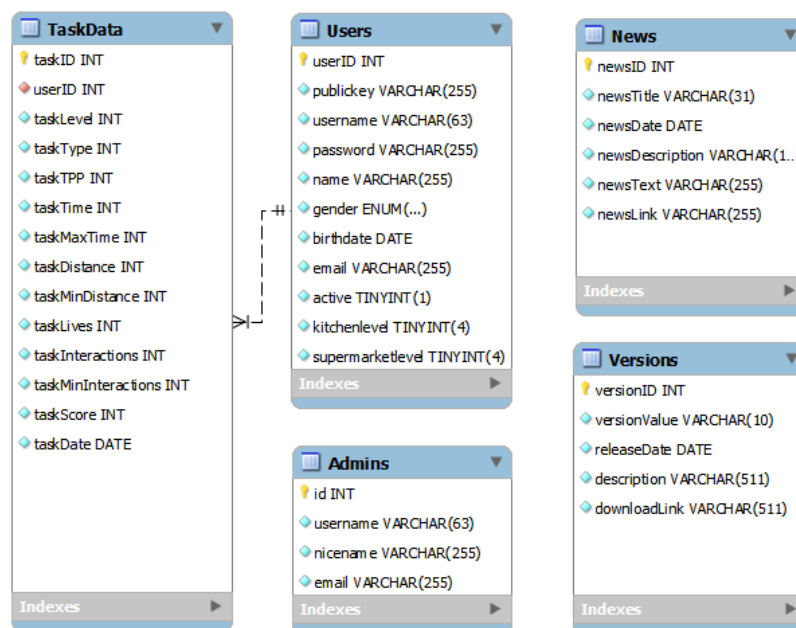 TaskData
taskID INT
userID INT
taskLevel INT
taskType INT
taskTPP INT
taskTime INT
taskMaxTime INT
taskDistance INT
taskMinDistance INT
taskLives INT
taskInteractions INT
taskMinInteractions INT
taskScore INT
taskDate DATE
Indexes
Users
userID INT
publickey VARCHAR(255)
username VARCHAR(63)
password VARCHAR(255)
name VARCHAR(255)
gender ENUM(...)
birthdate DATE
email VARCHAR(255)
active TINYINT(1)
kitchenlevel TINYINT(4)
supermarketlevel TINYINT(4)
Indexes
Admins
id INT
username VARCHAR(63)
nicename VARCHAR(255)
email VARCHAR(255)
Indexes
News
newsID INT
newsTitle VARCHAR(31)
newsDate DATE
newsDescription VARCHAR(1...
newsText VARCHAR(255)
newsLink VARCHAR(255)
Indexes
Versions
versionID INT
versionValue VARCHAR(10)
releaseDate DATE
description VARCHAR(511)
downloadLink VARCHAR(511)
Indexes